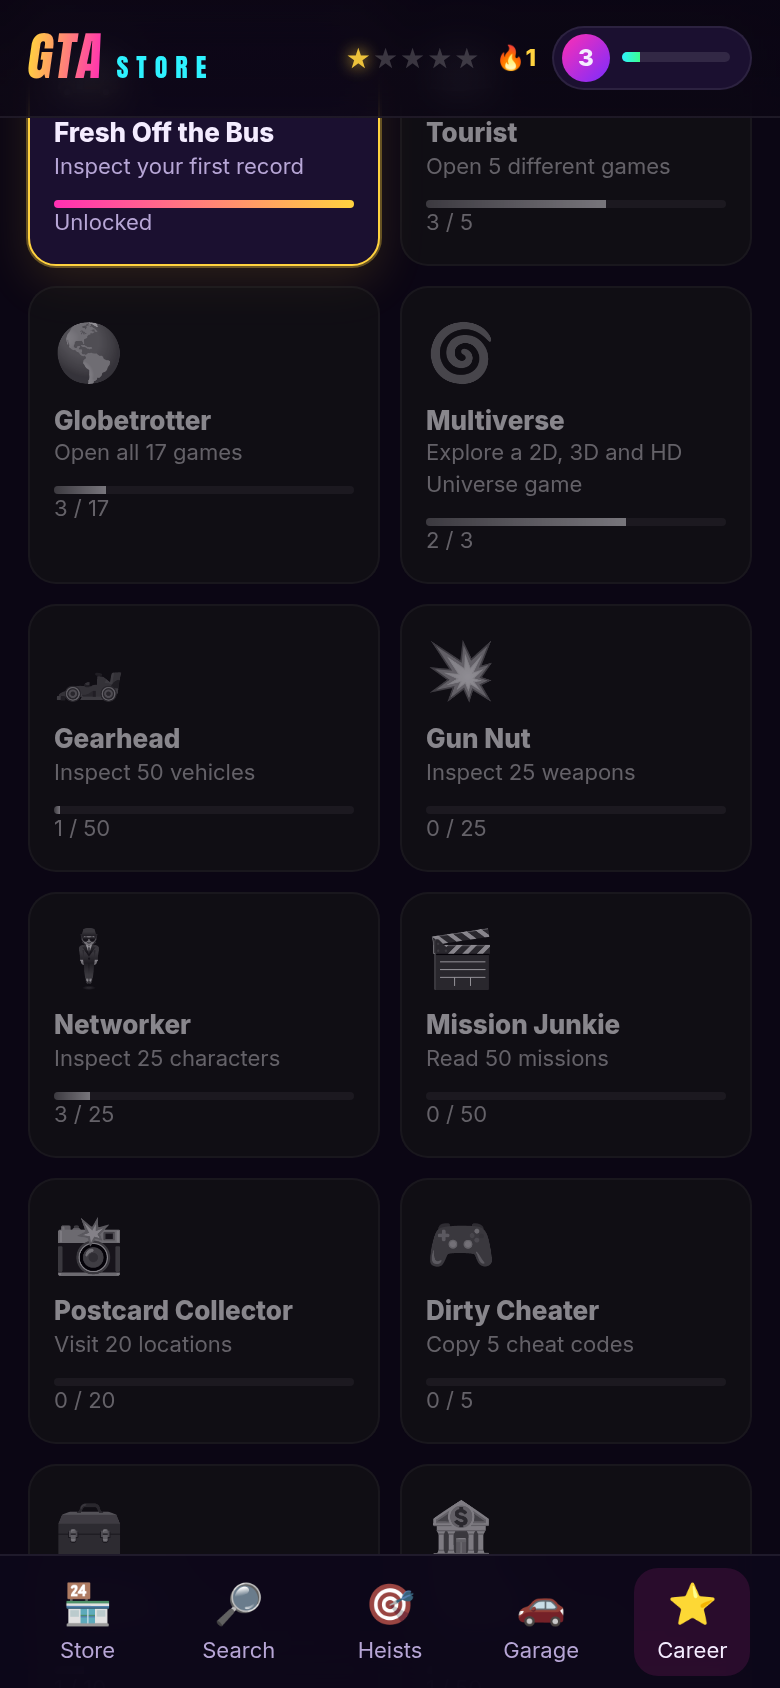 GTA STORE
1
3
Fresh Off the Bus
Inspect your first record
Unlocked
Tourist
Open 5 different games
3 / 5
Globetrotter
Open all 17 games
3 / 17
Multiverse
Explore a 2D, 3D and HD
Universe game
2 / 3
Gearhead
Inspect 50 vehicles
1 / 50
Gun Nut
Inspect 25 weapons
0 / 25
Networker
Inspect 25 characters
3 / 25
Mission Junkie
Read 50 missions
0 / 50
Postcard Collector
Visit 20 locations
0 / 20
Dirty Cheater
Copy 5 cheat codes
0 / 5
24
Store
Search
Heists
Garage
Career